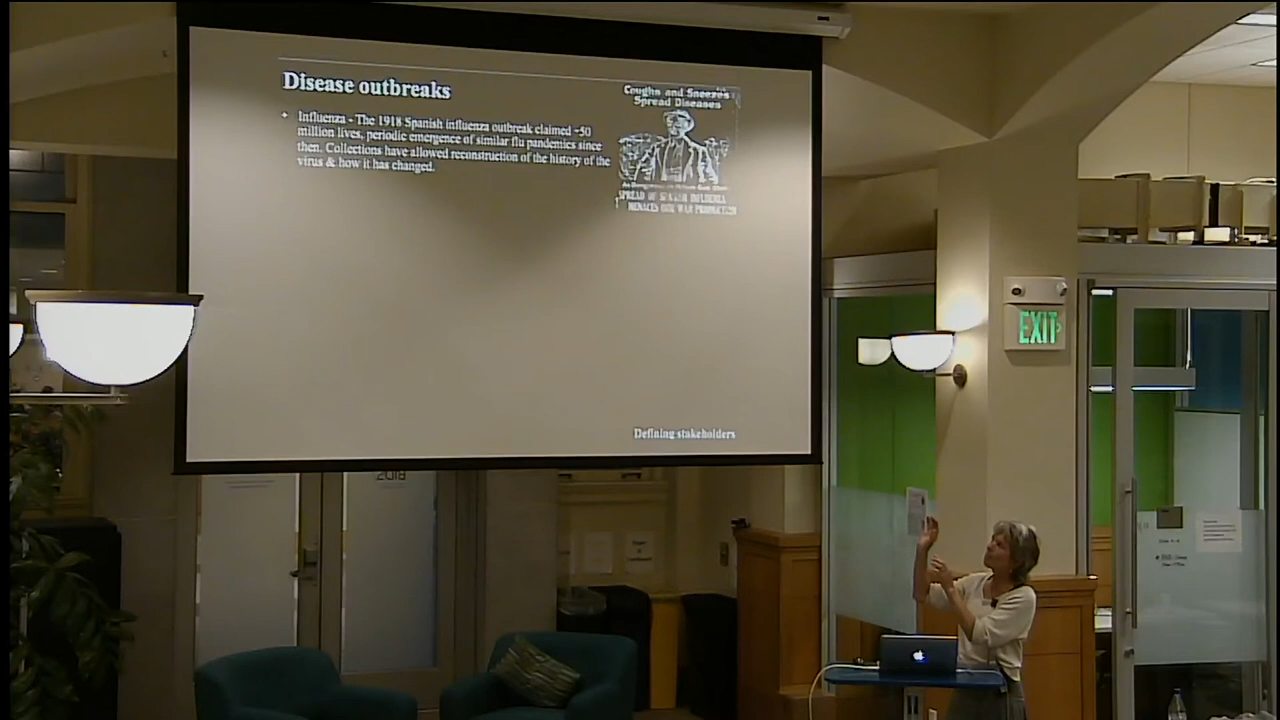 Disease outbreaks
• Influenza - The 1918 Spanish influenza outbreak claimed ~50
million lives, periodic emergence of similar flu pandemics since
then. Collections have allowed reconstruction of the history of the
virus & how it has changed.
Coughs and Sneezes
Spread Diseases
SPREAD OF SPANISH INFLUENZA
MENACES OUR WAR PRODUCTION
Defining stakeholders
EXIT
2018